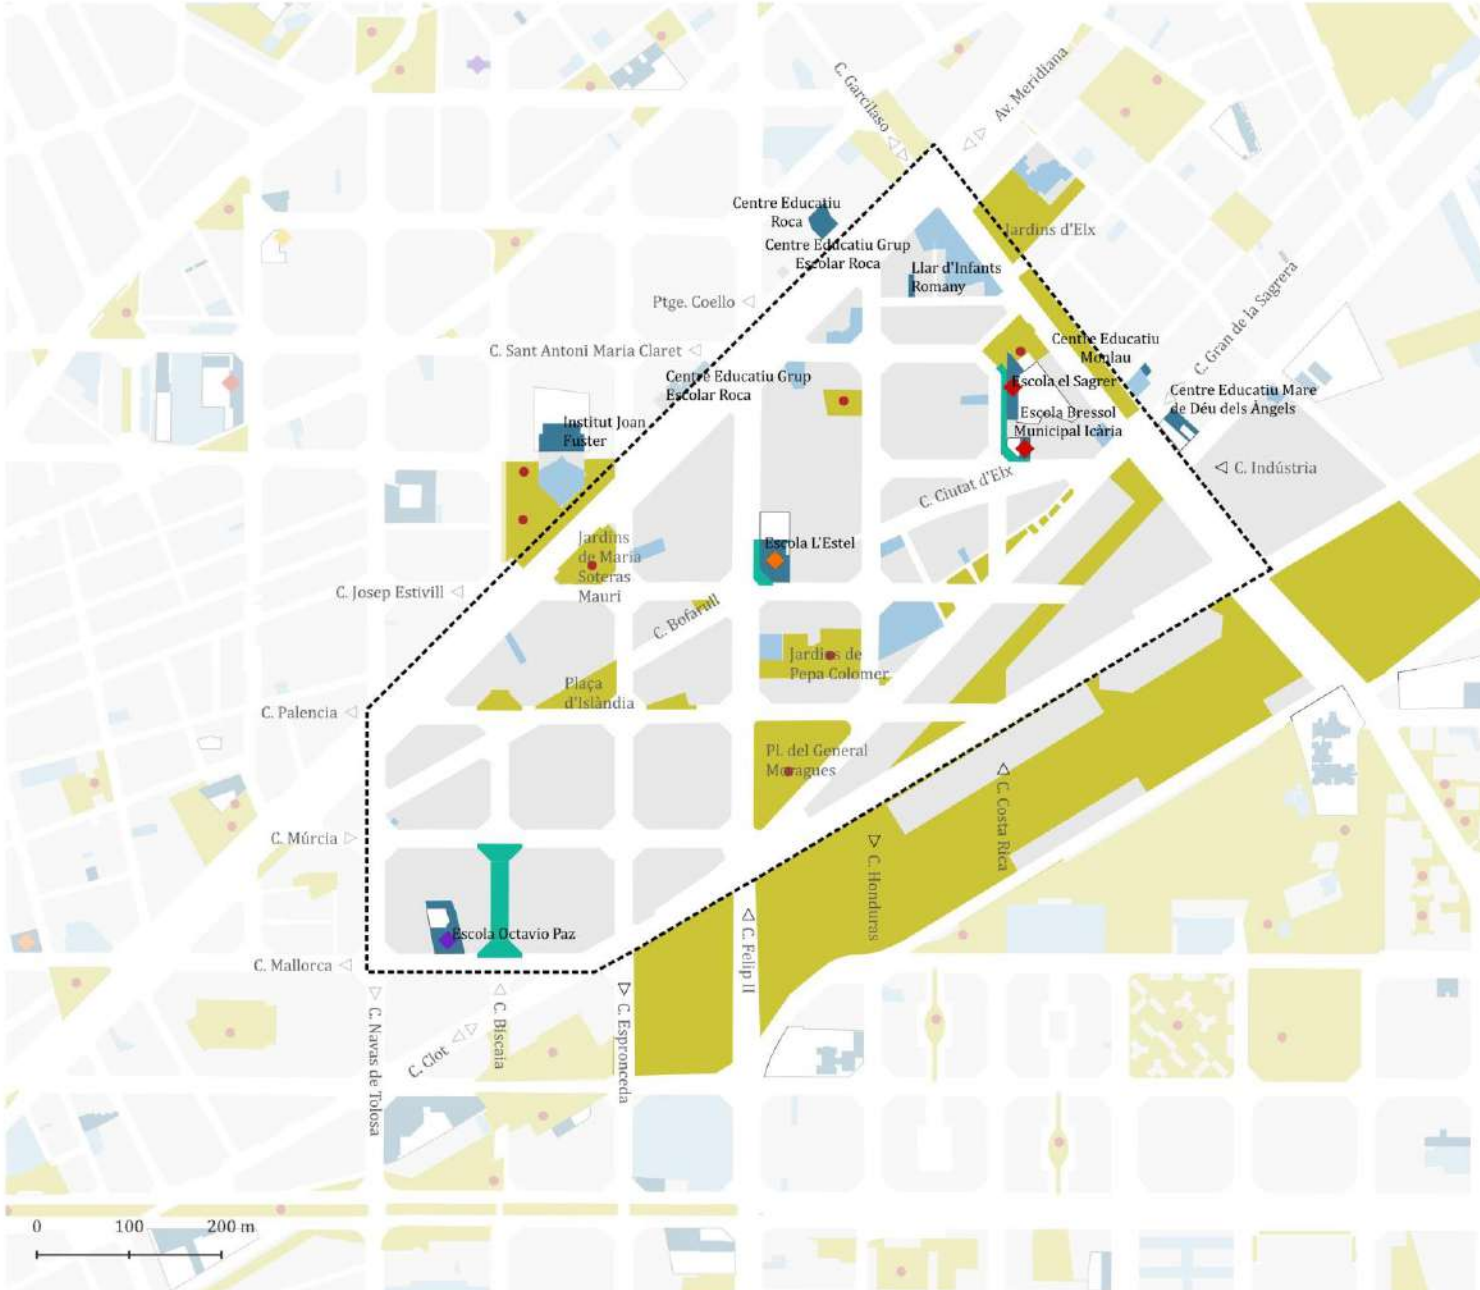 C. Garcilaso
Av. Meridiana
Centre Educatiu
Roca
Jardins d'Elx
Centre Educatiu Grup
Escolar Roca
Llar d'Infants
Romany
C. Gran de la Sagrera
Ptge. Coello
C. Sant Antoni Maria Claret
Centre Educatiu
Monlau
Centre Educatiu Grup
Escolar Roca
Escola el Sagrer
Centre Educatiu Mare
de Déu dels Àngels
Escola Bressol
Municipal Icària
Institut Joan
Fuster
C. Indústria
C. Ciutat d'Elx
Jardins
de Maria
Soteras
Mauri
Escola L'Estel
C. Josep Estivill
C. Bofarull
Jardins de
Pepa Colomer
Plaça
d'Islàndia
C. Palencia
Pl. del General
Moragues
C. Costa Rica
C. Múrcia
C. Honduras
Escola Octavio Paz
C. Felip II
C. Mallorca
C. Navas de Tolosa
C. Biscaia
C. Espronceda
C. Clot
0 100 200 m